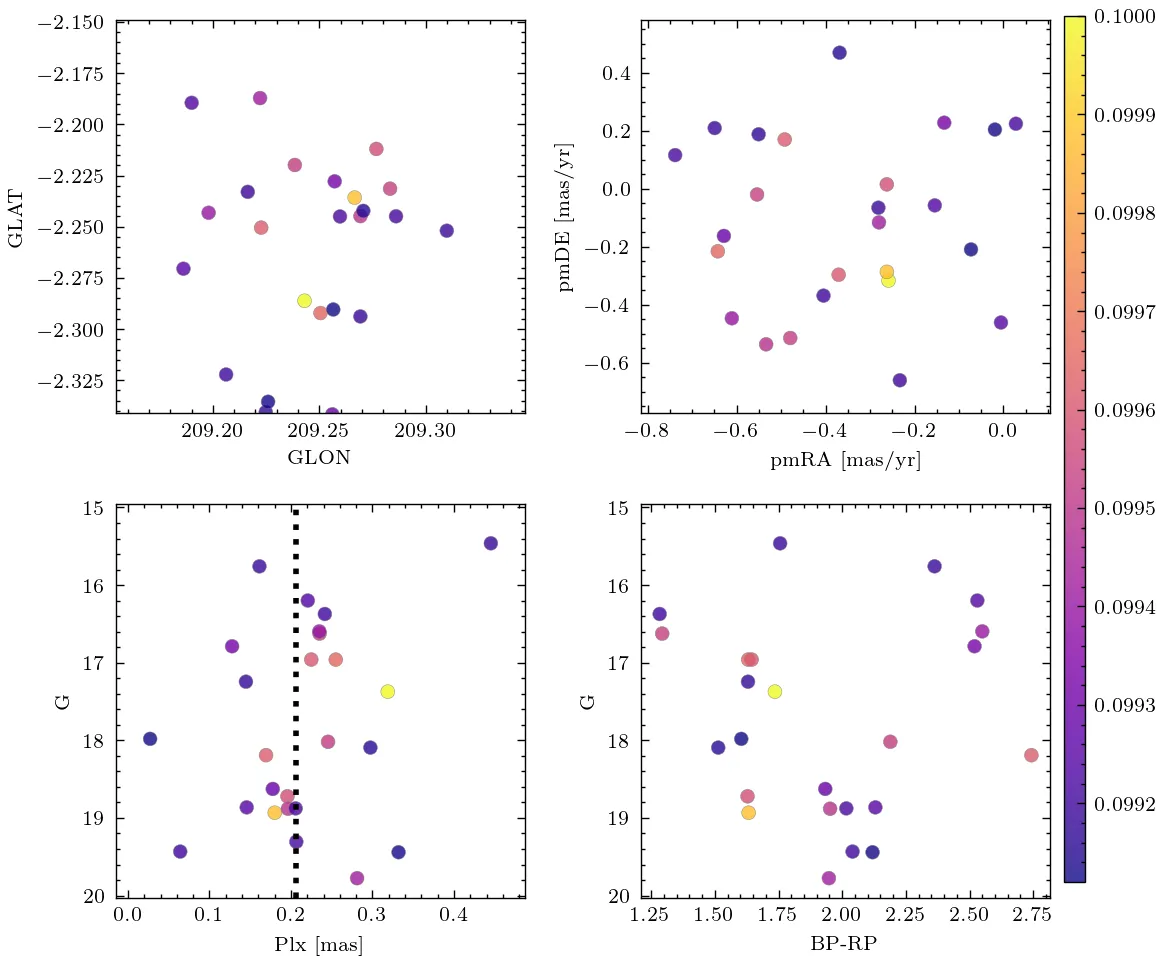 −2.150
−2.175
−2.200
−2.225
−2.250
−2.275
−2.300
−2.325
GLAT
209.20 209.25 209.30
GLON
0.4
0.2
0.0
−0.2
−0.4
−0.6
pmDE [mas/yr]
−0.8 −0.6 −0.4 −0.2 0.0
pmRA [mas/yr]
15
16
17
18
19
20
G
0.0 0.1 0.2 0.3 0.4
Plx [mas]
15
16
17
18
19
20
G
1.25 1.50 1.75 2.00 2.25 2.50 2.75
BP-RP
0.1000
0.0999
0.0998
0.0997
0.0996
0.0995
0.0994
0.0993
0.0992